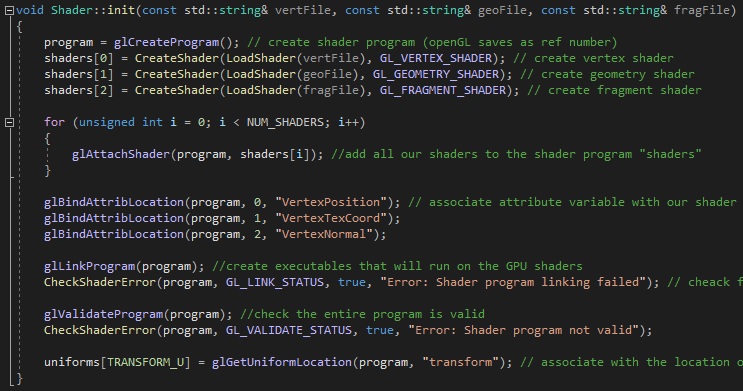 void Shader::init(const std::string& vertFile, const std::string& geoFile, const std::string& fragFile)
{
program = glCreateProgram(); // create shader program (openGL saves as ref number)
shaders[0] = CreateShader(LoadShader(vertFile), GL_VERTEX_SHADER); // create vertex shader
shaders[1] = CreateShader(LoadShader(geoFile), GL_GEOMETRY_SHADER); // create geometry shader
shaders[2] = CreateShader(LoadShader(fragFile), GL_FRAGMENT_SHADER); // create fragment shader
for (unsigned int i = 0; i < NUM_SHADERS; i++)
{
glAttachShader(program, shaders[i]); //add all our shaders to the shader program "shaders"
}
glBindAttribLocation(program, 0, "VertexPosition"); // associate attribute variable with our shader
glBindAttribLocation(program, 1, "VertexTexCoord");
glBindAttribLocation(program, 2, "VertexNormal");
glLinkProgram(program); //create executables that will run on the GPU shaders
CheckShaderError(program, GL_LINK_STATUS, true, "Error: Shader program linking failed"); // cheack f
glValidateProgram(program); //check the entire program is valid
CheckShaderError(program, GL_VALIDATE_STATUS, true, "Error: Shader program not valid");
uniforms[TRANSFORM_U] = glGetUniformLocation(program, "transform"); // associate with the location o
}